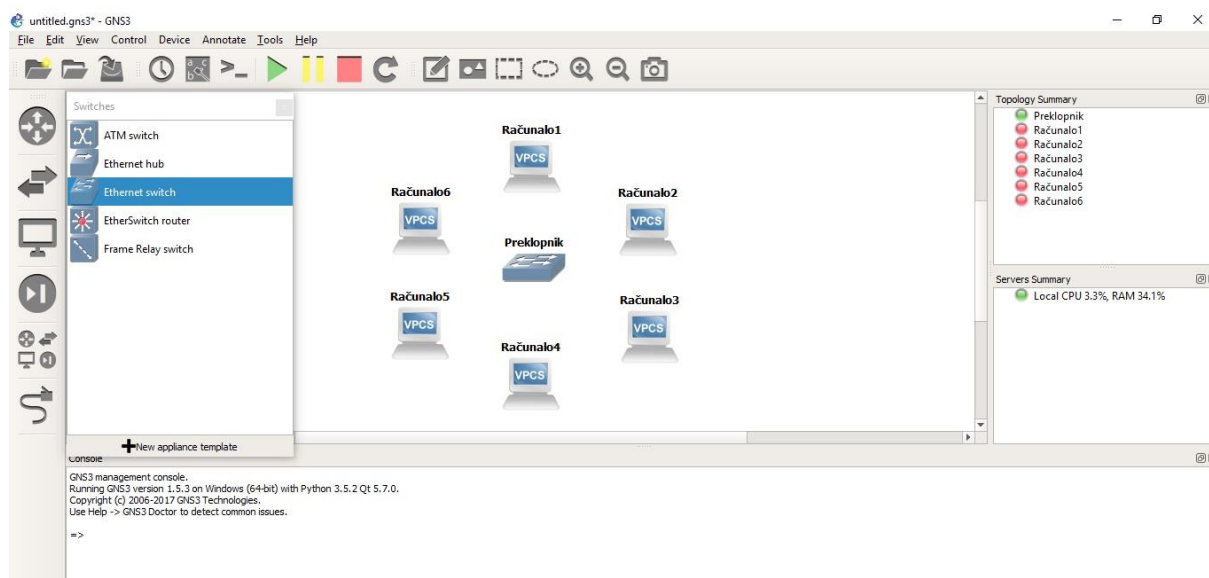 untitled.gns3* - GNS3
File Edit View Control Device Annotate Tools Help
Switches
ATM switch
Ethernet hub
Ethernet switch
EtherSwitch router
Frame Relay switch
New appliance template
Računalo1
VPCS
Računalo6
VPCS
Računalo2
VPCS
Preklopnik
Računalo5
VPCS
Računalo3
VPCS
Računalo4
VPCS
Topology Summary
Preklopnik
Računalo1
Računalo2
Računalo3
Računalo4
Računalo5
Računalo6
Servers Summary
Local CPU 3.3%, RAM 34.1%
Console
GNS3 management console.
Running GNS3 version 1.5.3 on Windows (64-bit) with Python 3.5.2 Qt 5.7.0.
Copyright (c) 2006-2017 GNS3 Technologies.
Use Help -> GNS3 Doctor to detect common issues.
=>